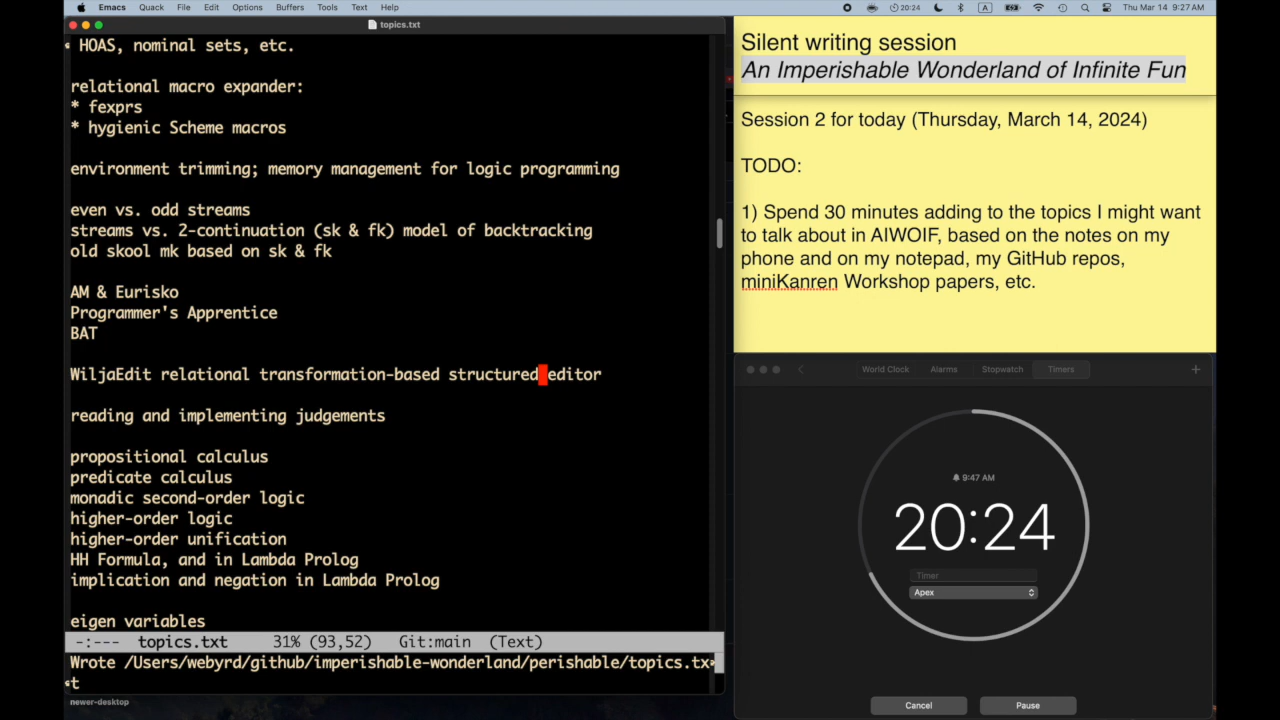 Emacs Quack File Edit Options Buffers Tools Text Help
20:24
Thu Mar 14 9:27 AM
topics.txt
HOAS, nominal sets, etc.
relational macro expander:
* fexprs
* hygienic Scheme macros
environment trimming; memory management for logic programming
even vs. odd streams
streams vs. 2-continuation (sk & fk) model of backtracking
old skool mk based on sk & fk
AM & Eurisko
Programmer's Apprentice
BAT
WiljaEdit relational transformation-based structured editor
reading and implementing judgements
propositional calculus
predicate calculus
monadic second-order logic
higher-order logic
higher-order unification
HH Formula, and in Lambda Prolog
implication and negation in Lambda Prolog
eigen variables
-:--- topics.txt 31% (93,52) Git:main (Text)
Wrote /Users/webyrd/github/imperishable-wonderland/perishable/topics.tx
t
newer-desktop
Silent writing session
An Imperishable Wonderland of Infinite Fun
Session 2 for today (Thursday, March 14, 2024)
TODO:
1) Spend 30 minutes adding to the topics I might want
to talk about in AIWOIF, based on the notes on my
phone and on my notepad, my GitHub repos,
miniKanren Workshop papers, etc.
World Clock Alarms Stopwatch Timers
9:47 AM
20:24
Timer
Apex
Cancel Pause